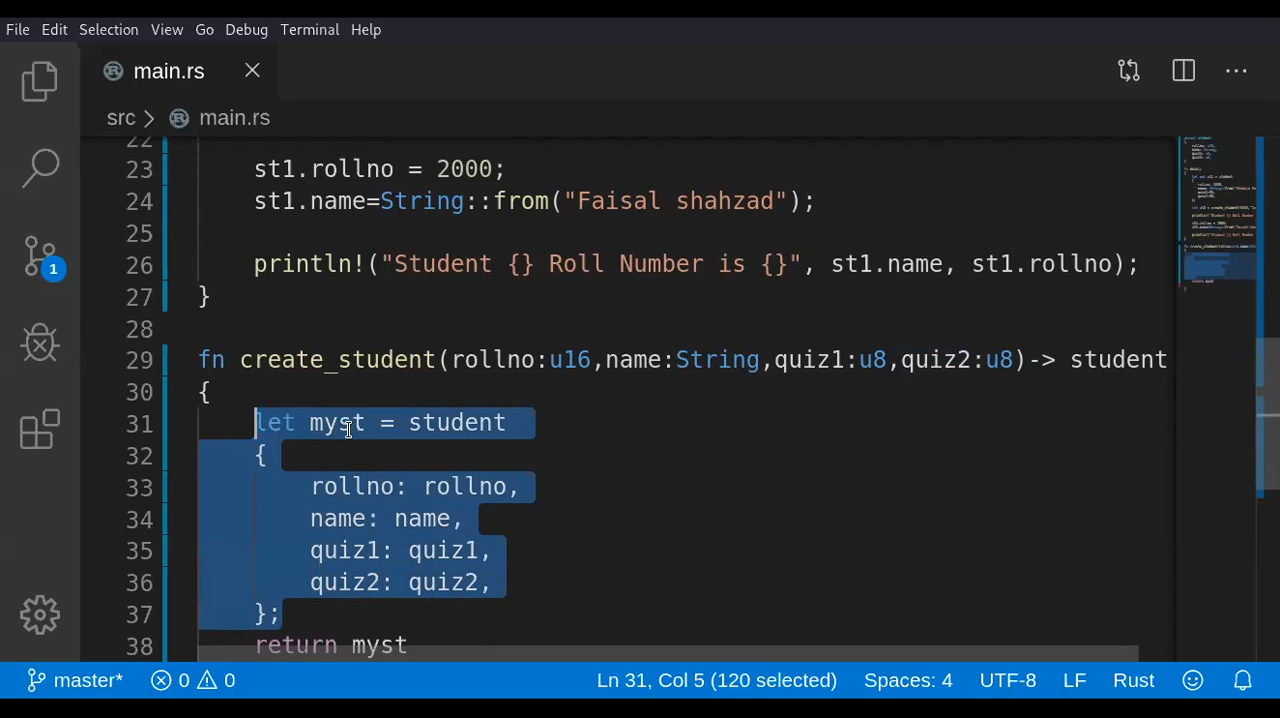 File Edit Selection View Go Debug Terminal Help
main.rs
src > main.rs
22
23 st1.rollno = 2000;
24 st1.name=String::from("Faisal shahzad");
25
26 println!("Student {} Roll Number is {}", st1.name, st1.rollno);
27 }
28
29 fn create_student(rollno:u16,name:String,quiz1:u8,quiz2:u8)-> student
30 {
31 let myst = student
32 {
33 rollno: rollno,
34 name: name,
35 quiz1: quiz1,
36 quiz2: quiz2,
37 };
38 return myst
1
master* 0 0 Ln 31, Col 5 (120 selected) Spaces: 4 UTF-8 LF Rust